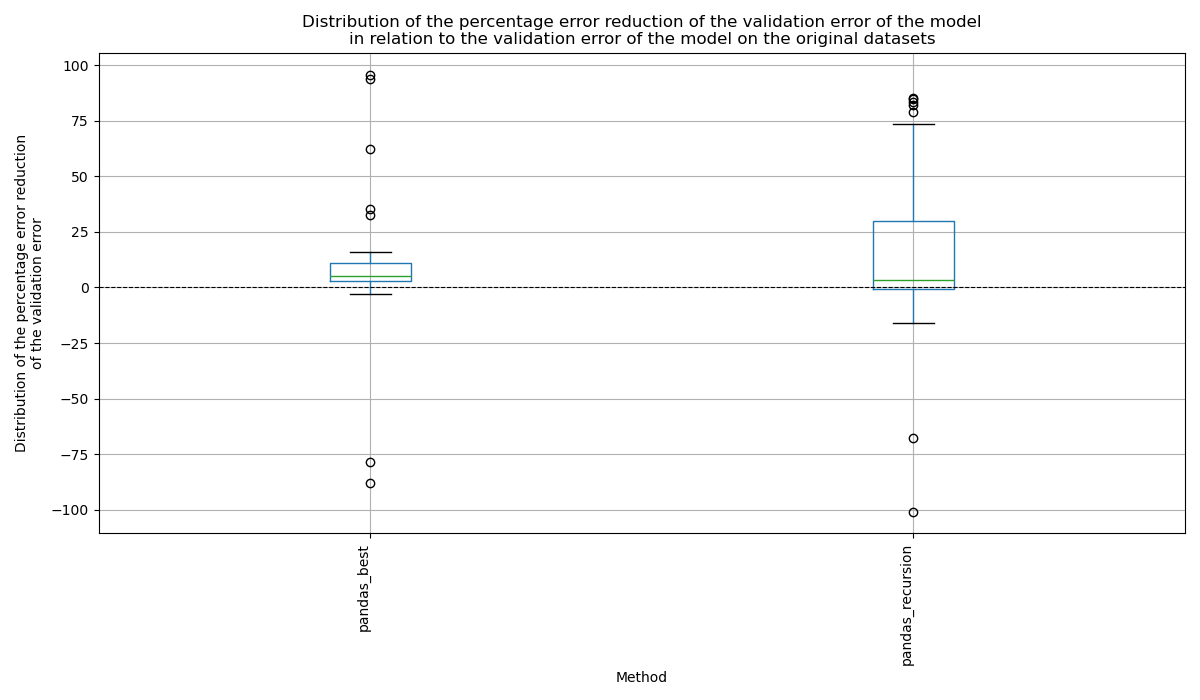 Distribution of the percentage error reduction of the validation error of the model
in relation to the validation error of the model on the original datasets
Distribution of the percentage error reduction
of the validation error
100
75
50
25
0
−25
−50
−75
−100
pandas_best
pandas_recursion
Method